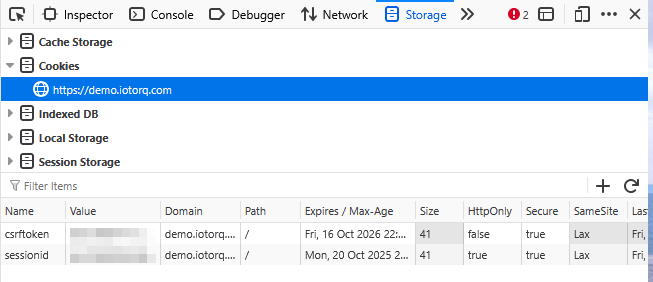 Inspector Console Debugger Network Storage 2
Cache Storage
Cookies
https://demo.iotorq.com
Indexed DB
Local Storage
Session Storage
Filter Items
Name Value Domain Path Expires / Max-Age Size HttpOnly Secure SameSite Las
csrftoken demo.iotorq.... / Fri, 16 Oct 2026 22:... 41 false true Lax Fri,
sessionid demo.iotorq.... / Mon, 20 Oct 2025 2... 41 true true Lax Fri,